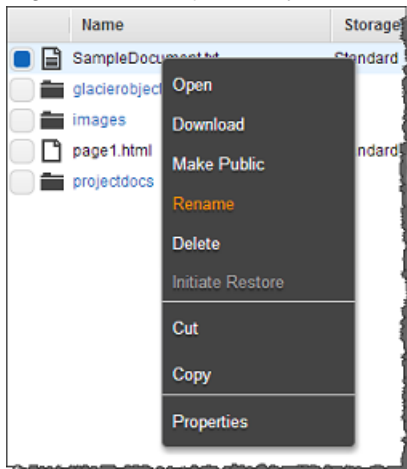 Name Storage
SampleDocument.txt Standard
glacierobject
images
page1.html ndard
projectdocs
Open
Download
Make Public
Rename
Delete
Initiate Restore
Cut
Copy
Properties